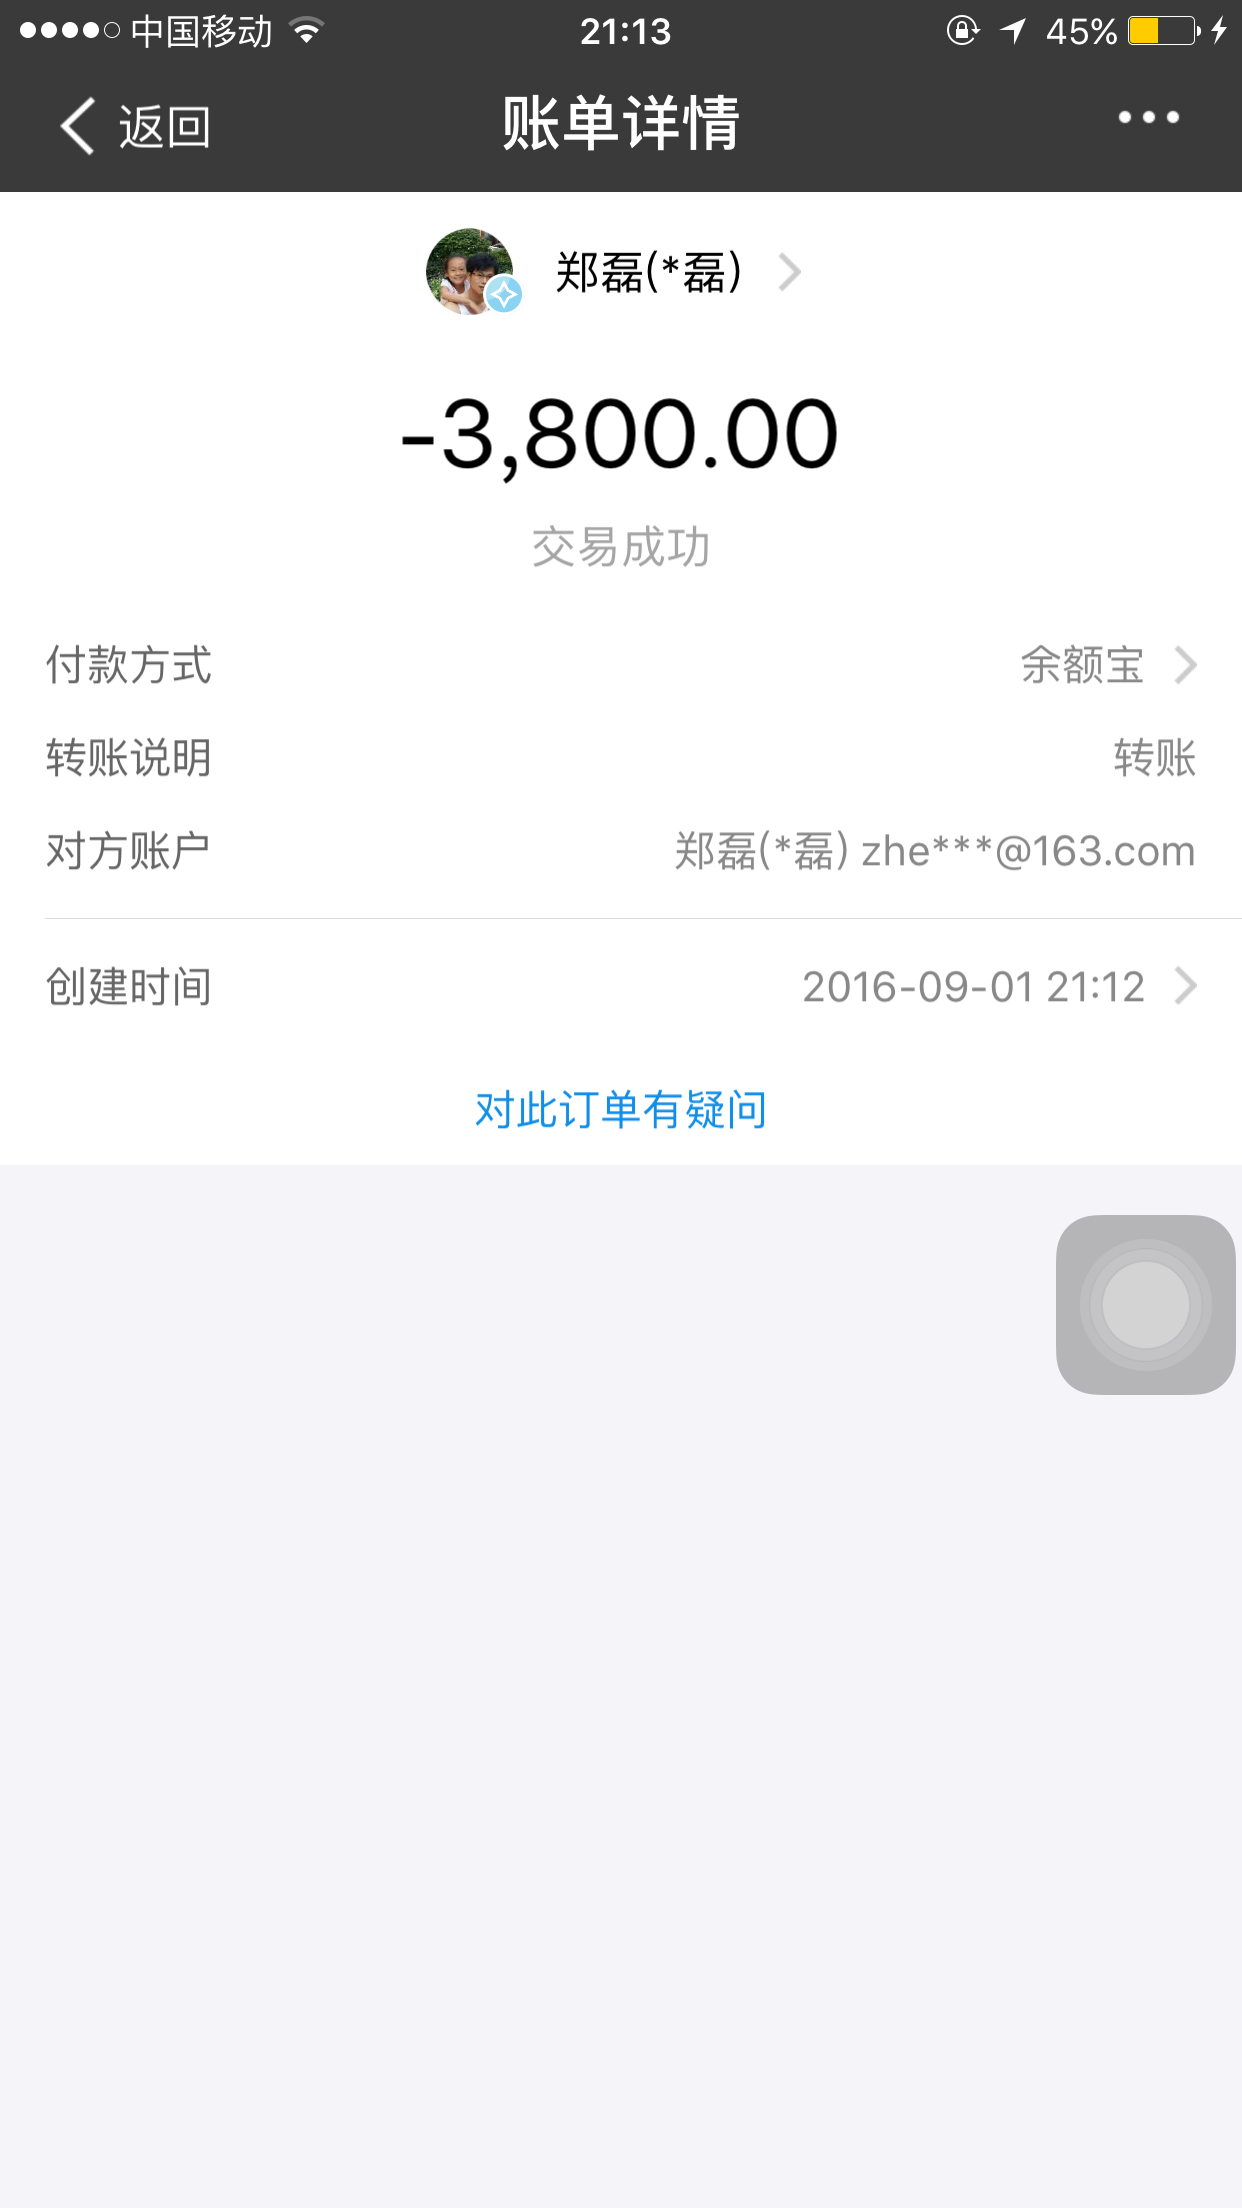 中国移动 21:13 45%
返回 账单详情
郑磊(*磊)
-3,800.00
交易成功
付款方式 余额宝
转账说明 转账
对方账户 郑磊(*磊) zhe***@163.com
创建时间 2016-09-01 21:12
对此订单有疑问